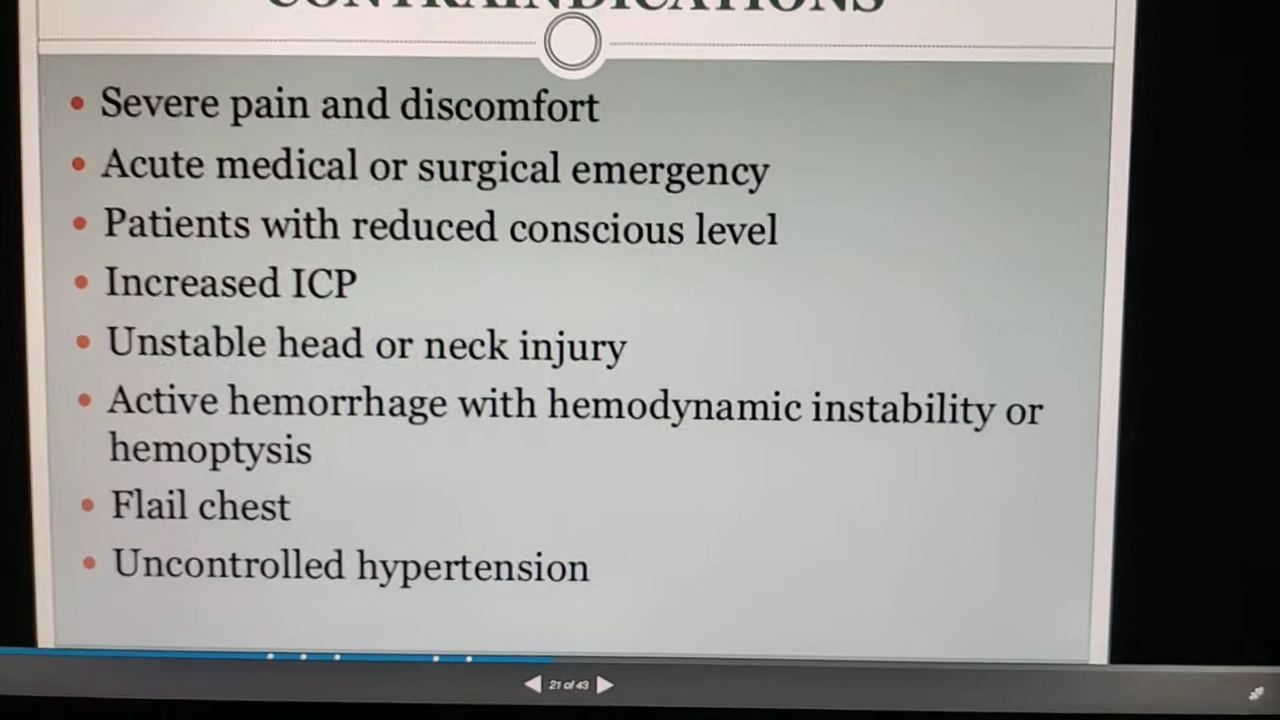 CONTRAINDICATIONS
• Severe pain and discomfort
• Acute medical or surgical emergency
• Patients with reduced conscious level
• Increased ICP
• Unstable head or neck injury
• Active hemorrhage with hemodynamic instability or
hemoptysis
• Flail chest
• Uncontrolled hypertension
21 of 43